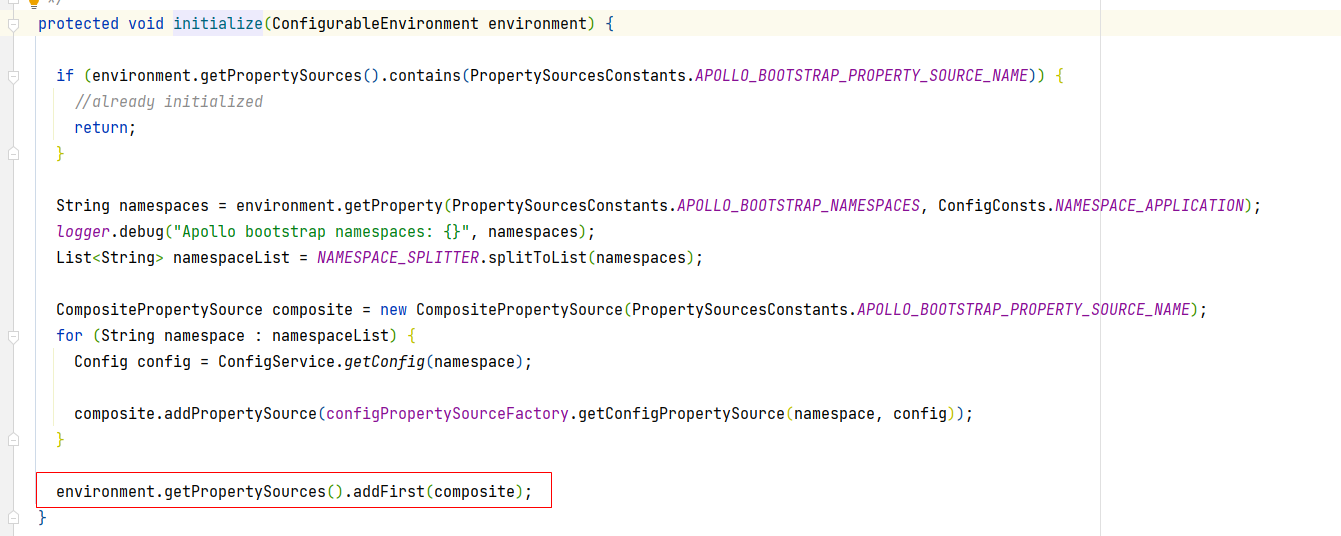 */
protected void initialize(ConfigurableEnvironment environment) {
if (environment.getPropertySources().contains(PropertySourcesConstants.APOLLO_BOOTSTRAP_PROPERTY_SOURCE_NAME)) {
//already initialized
return;
}
String namespaces = environment.getProperty(PropertySourcesConstants.APOLLO_BOOTSTRAP_NAMESPACES, ConfigConsts.NAMESPACE_APPLICATION);
logger.debug("Apollo bootstrap namespaces: {}", namespaces);
List<String> namespaceList = NAMESPACE_SPLITTER.splitToList(namespaces);
CompositePropertySource composite = new CompositePropertySource(PropertySourcesConstants.APOLLO_BOOTSTRAP_PROPERTY_SOURCE_NAME);
for (String namespace : namespaceList) {
Config config = ConfigService.getConfig(namespace);
composite.addPropertySource(configPropertySourceFactory.getConfigPropertySource(namespace, config));
}
environment.getPropertySources().addFirst(composite);
}